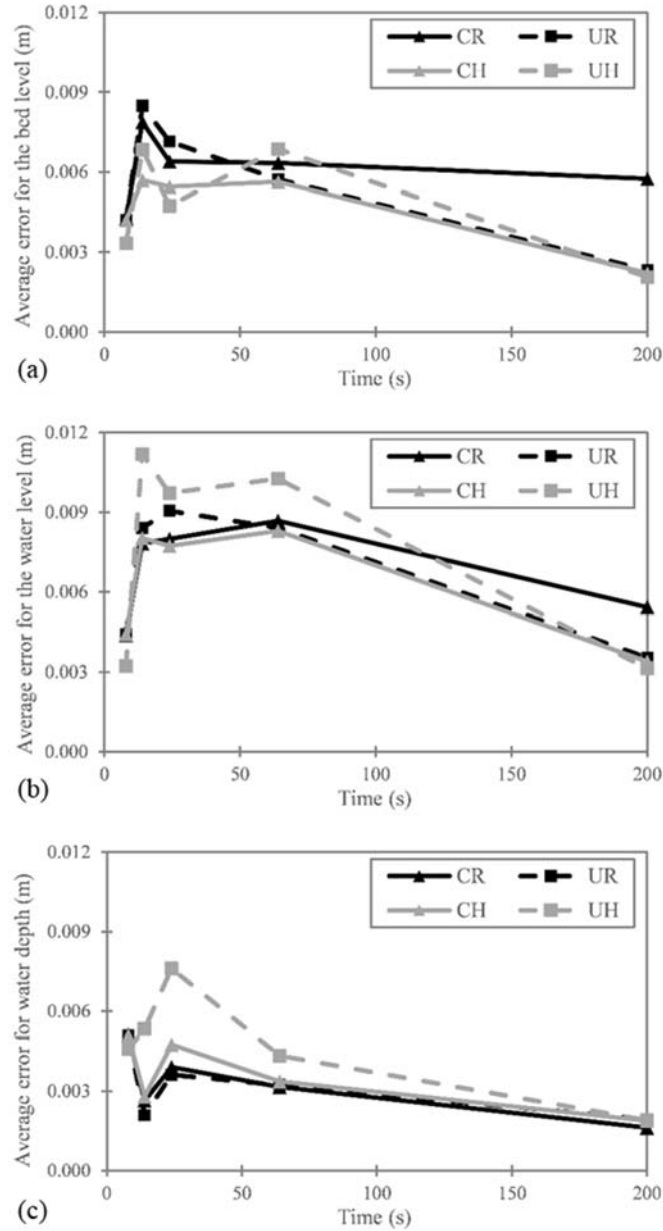 Average error for the bed level (m)
0.012
0.009
0.006
0.003
0.000
CR UR
CH UH
0 50 100 150 200
Time (s)
(a)
Average error for the water level (m)
0.012
0.009
0.006
0.003
0.000
CR UR
CH UH
0 50 100 150 200
Time (s)
(b)
Average error for water depth (m)
0.012
0.009
0.006
0.003
0.000
CR UR
CH UH
0 50 100 150 200
Time (s)
(c)